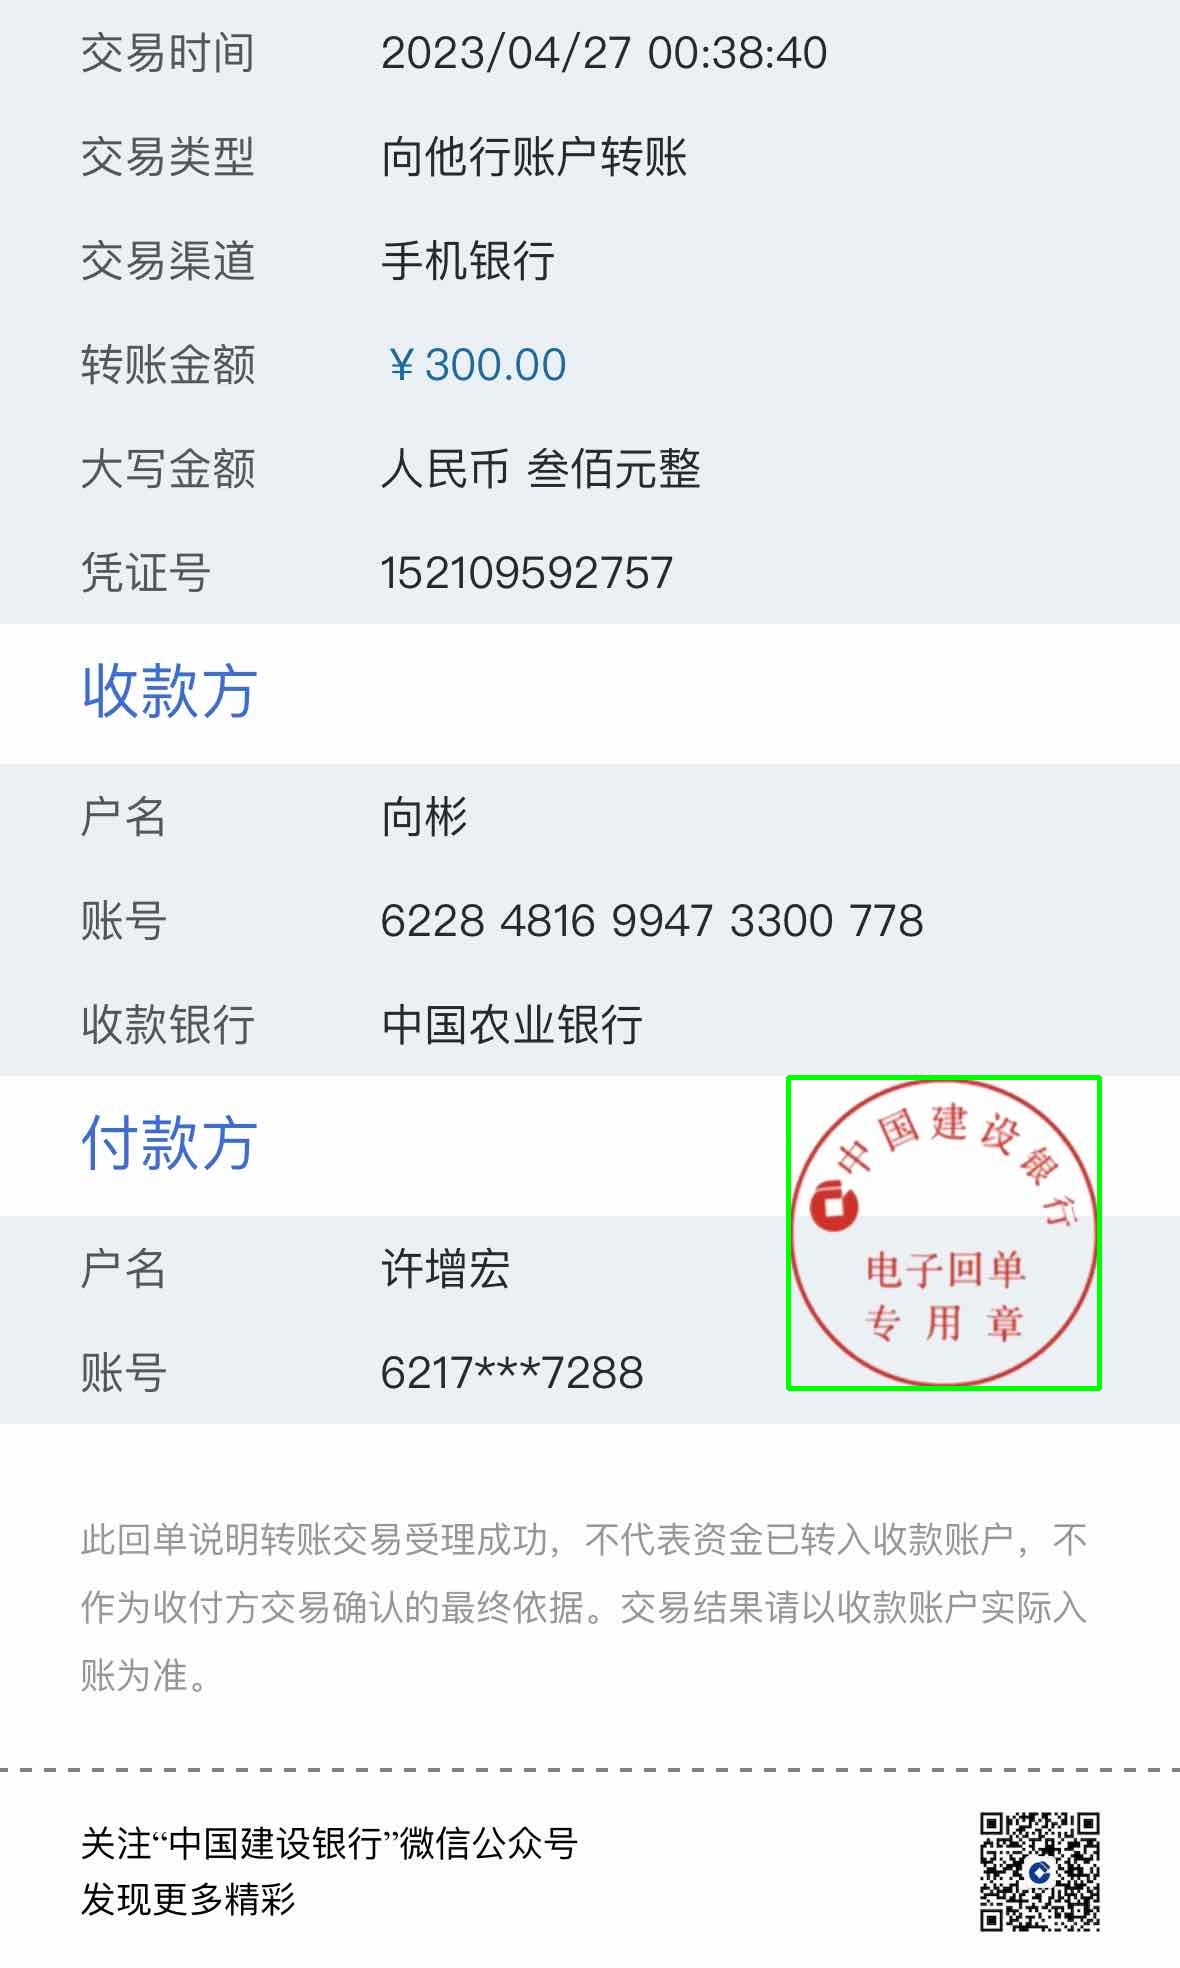 交易时间 2023/04/27 00:38:40
交易类型 向他行账户转账
交易渠道 手机银行
转账金额 ¥300.00
大写金额 人民币 叁佰元整
凭证号 152109592757
收款方
户名 向彬
账号 6228 4816 9947 3300 778
收款银行 中国农业银行
付款方
中国建设银行
电子回单
专用章
户名 许增宏
账号 6217***7288
此回单说明转账交易受理成功，不代表资金已转入收款账户，不
作为收付方交易确认的最终依据。交易结果请以收款账户实际入
账为准。
关注“中国建设银行”微信公众号
发现更多精彩